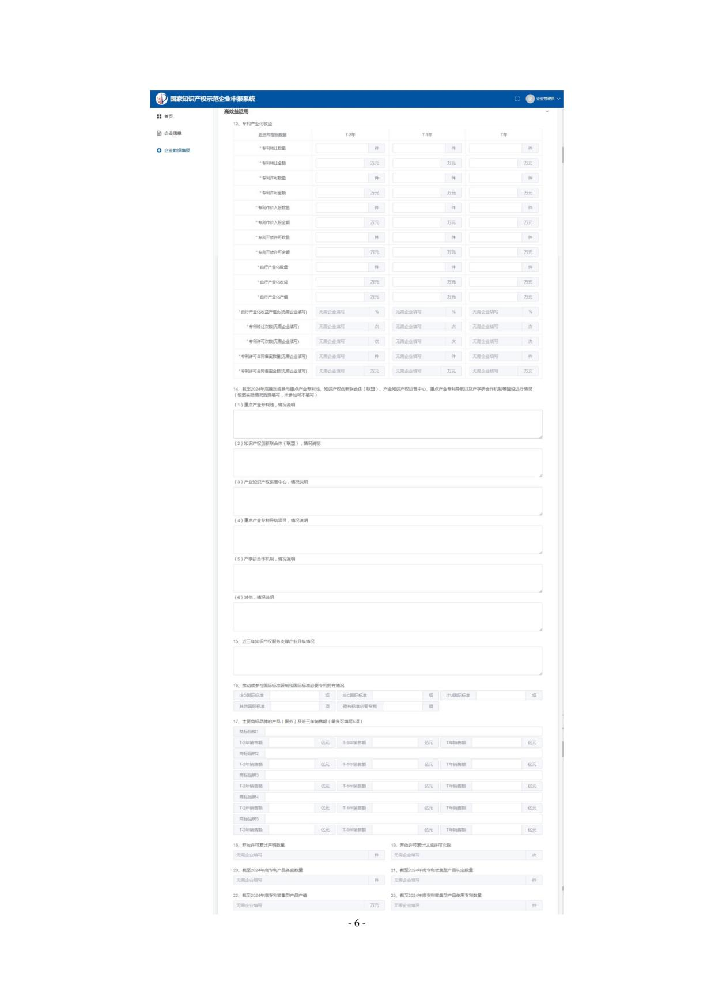 国家知识产权示范企业申报系统 企业管理员
首页
企业信息
企业数据填报
高效益运用
13、专利产业化收益
近三年指标数据 T-2年 T-1年 T年
*专利转让数量 件 件 件
*专利转让金额 万元 万元 万元
*专利许可数量 件 件 件
*专利许可金额 万元 万元 万元
*专利作价入股数量 件 件 件
*专利作价入股金额 万元 万元 万元
*专利开放许可数量 件 件 件
*专利开放许可金额 万元 万元 万元
*自行产业化数量 件 件 件
*自行产业化收益 万元 万元 万元
*自行产业化产值 万元 万元 万元
*自行产业化收益产值比(无需企业填写) 无需企业填写 % 无需企业填写 % 无需企业填写 %
*专利转让次数(无需企业填写) 无需企业填写 次 无需企业填写 次 无需企业填写 次
*专利许可次数(无需企业填写) 无需企业填写 次 无需企业填写 次 无需企业填写 次
*专利许可合同备案数量(无需企业填写) 无需企业填写 件 无需企业填写 件 无需企业填写 件
*专利许可合同备案金额(无需企业填写) 无需企业填写 万元 无需企业填写 万元 无需企业填写 万元
14、截至2024年底推动或参与重点产业专利池、知识产权创新联合体（联盟）、产业知识产权运营中心、重点产业专利导航以及产学研合作机制等建设运行情况
（根据实际情况选择填写，未参加可不填写）
（1）重点产业专利池，情况说明
（2）知识产权创新联合体（联盟），情况说明
（3）产业知识产权运营中心，情况说明
（4）重点产业专利导航项目，情况说明
（5）产学研合作机制，情况说明
（6）其他，情况说明
15、近三年知识产权服务支撑产业升级情况
16、推动或参与国际标准研制和国际标准必要专利拥有情况
ISO国际标准 项 IEC国际标准 项 ITU国际标准 项
其他国际标准 项 拥有标准必要专利 项
17、主要商标品牌的产品（服务）及近三年销售额（最多可填写5项）
商标品牌1
T-2年销售额 亿元 T-1年销售额 亿元 T年销售额 亿元
商标品牌2
T-2年销售额 亿元 T-1年销售额 亿元 T年销售额 亿元
商标品牌3
T-2年销售额 亿元 T-1年销售额 亿元 T年销售额 亿元
商标品牌4
T-2年销售额 亿元 T-1年销售额 亿元 T年销售额 亿元
商标品牌5
T-2年销售额 亿元 T-1年销售额 亿元 T年销售额 亿元
18、开放许可累计声明数量 19、开放许可累计达成许可次数
无需企业填写 件 无需企业填写 次
20、截至2024年底专利产品备案数量 21、截至2024年底专利密集型产品认定数量
无需企业填写 件 无需企业填写 件
22、截至2024年底专利密集型产品产值 23、截至2024年底专利密集型产品使用专利数量
无需企业填写 万元 无需企业填写 件
- 6 -